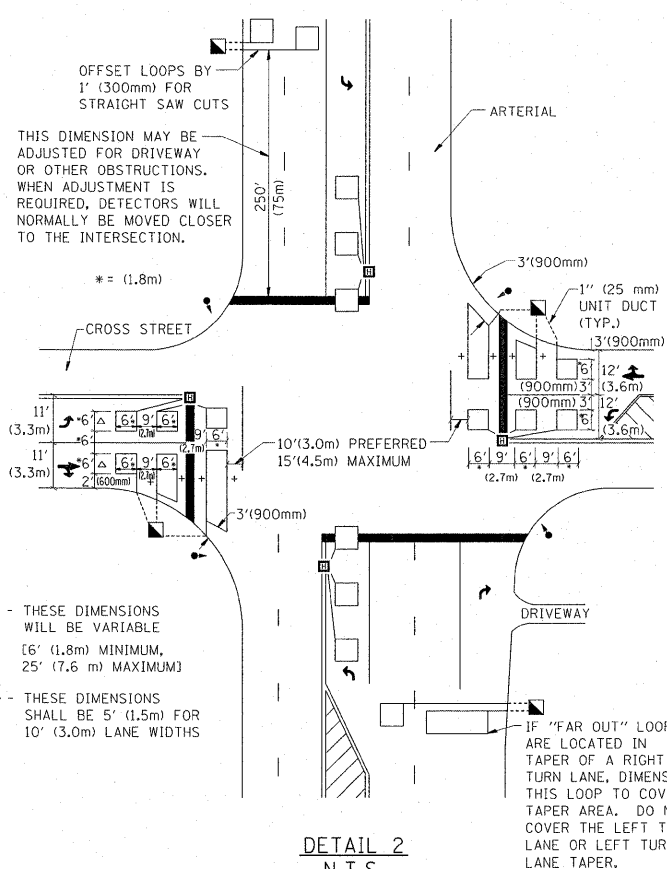 OFFSET LOOPS BY
1' (300mm) FOR
STRAIGHT SAW CUTS
ARTERIAL
THIS DIMENSION MAY BE
ADJUSTED FOR DRIVEWAY
OR OTHER OBSTRUCTIONS.
WHEN ADJUSTMENT IS
REQUIRED, DETECTORS WILL
NORMALLY BE MOVED CLOSER
TO THE INTERSECTION.
250'
(75m)
* = (1.8m)
H
3'(900mm)
1" (25 mm)
UNIT DUCT
(TYP.)
CROSS STREET
3'(900mm)
*6'
12'
(3.6m)
(900mm) 3'
(900mm) 3'
12'
*6'
(3.6m)
H
6' 9' 6' 9' 6'
* * *
(2.7m) (2.7m)
H
11'
(3.3m)
*6' △ 6' 9' 6'
(2.7m)
*6'
9' 6'
(2.7m) *
11'
(3.3m)
*6' △ 6' 9' 6'
(2.7m)
2' (600mm)
10'(3.0m) PREFERRED
15'(4.5m) MAXIMUM
3'(900mm)
H
- THESE DIMENSIONS
WILL BE VARIABLE
[6' (1.8m) MINIMUM,
25' (7.6 m) MAXIMUM]
DRIVEWAY
- THESE DIMENSIONS
SHALL BE 5' (1.5m) FOR
10' (3.0m) LANE WIDTHS
IF "FAR OUT" LOOP
ARE LOCATED IN
TAPER OF A RIGHT
TURN LANE, DIMENS
THIS LOOP TO COV
TAPER AREA. DO N
COVER THE LEFT T
LANE OR LEFT TUR
LANE TAPER.
DETAIL 2
N.T.S.